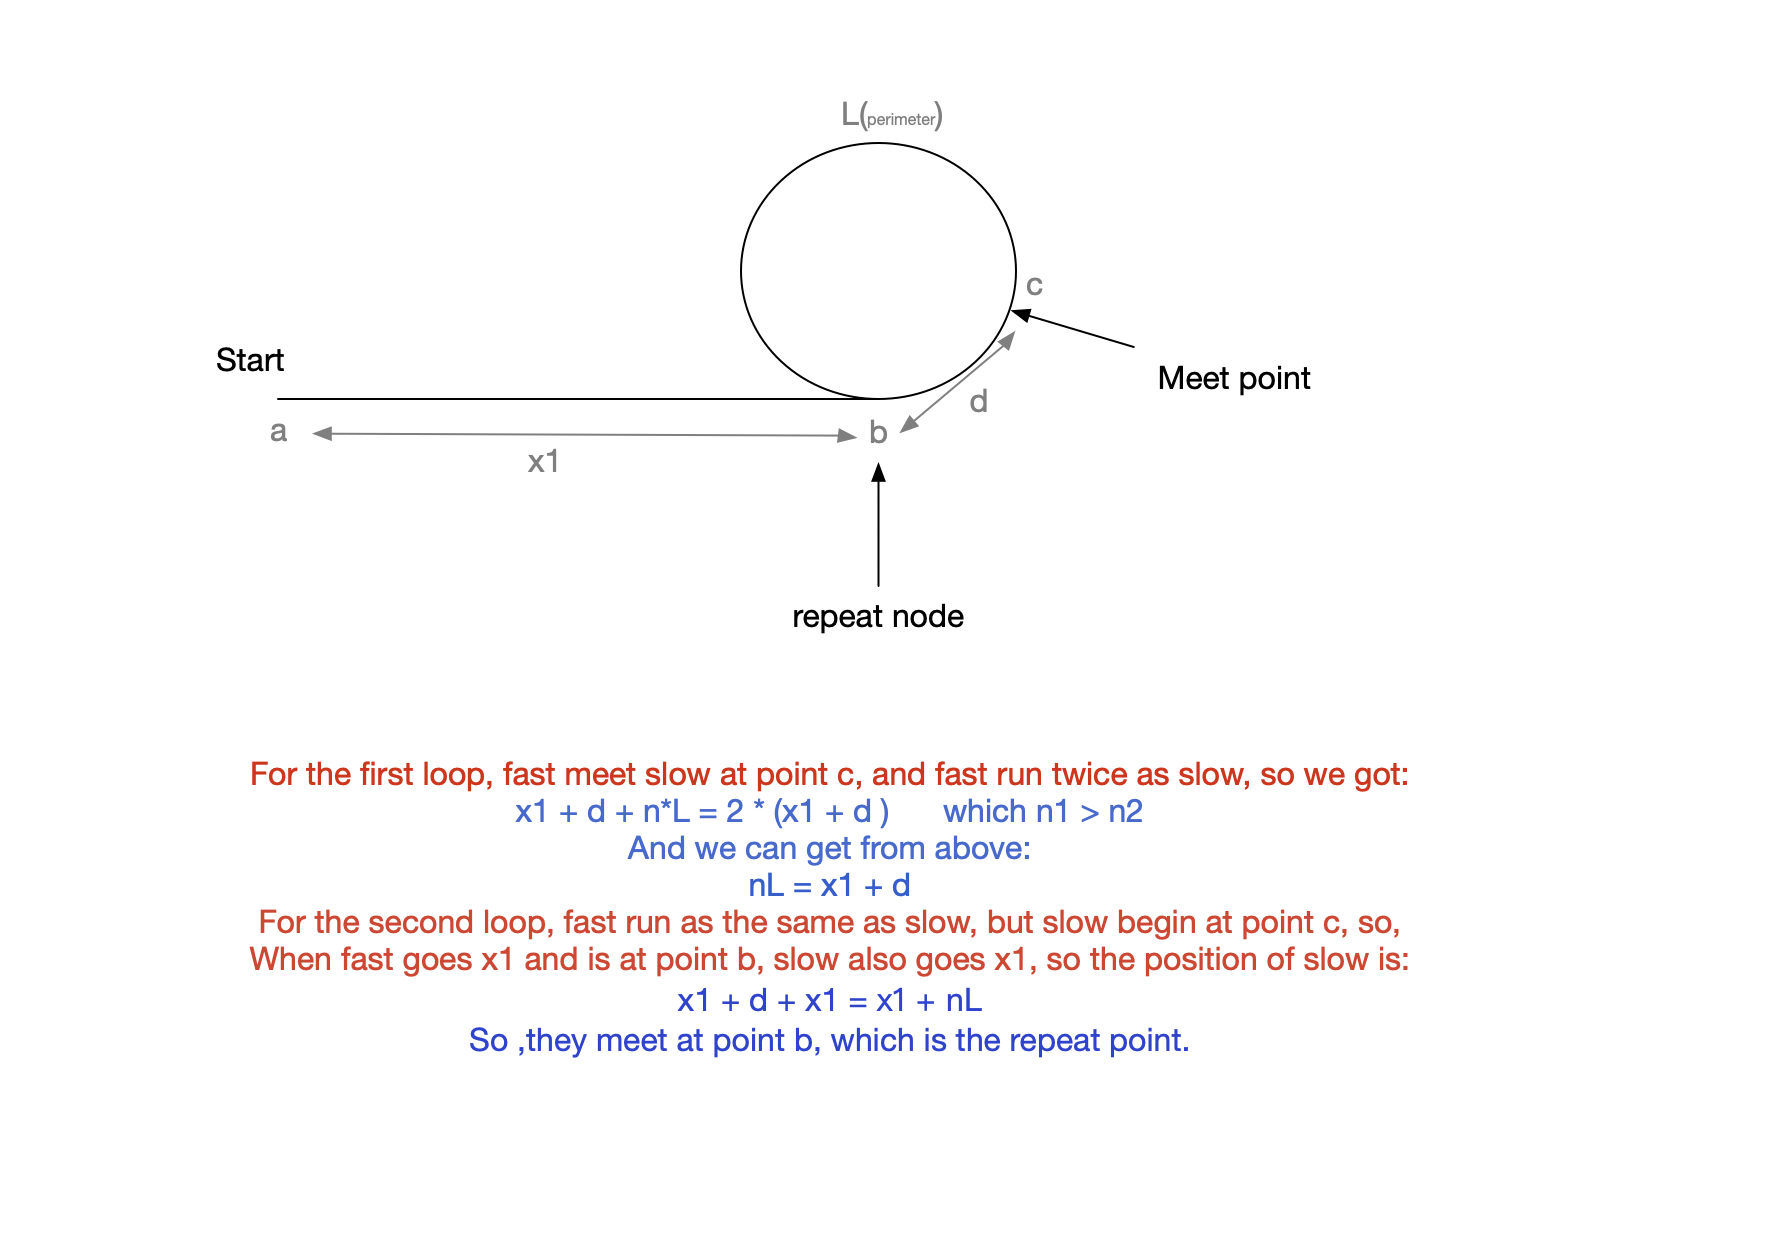 L(perimeter)
c
Start
Meet point
d
a
b
x1
repeat node
For the first loop, fast meet slow at point c, and fast run twice as slow, so we got:
x1 + d + n*L = 2 * (x1 + d ) which n1 > n2
And we can get from above:
nL = x1 + d
For the second loop, fast run as the same as slow, but slow begin at point c, so,
When fast goes x1 and is at point b, slow also goes x1, so the position of slow is:
x1 + d + x1 = x1 + nL
So ,they meet at point b, which is the repeat point.